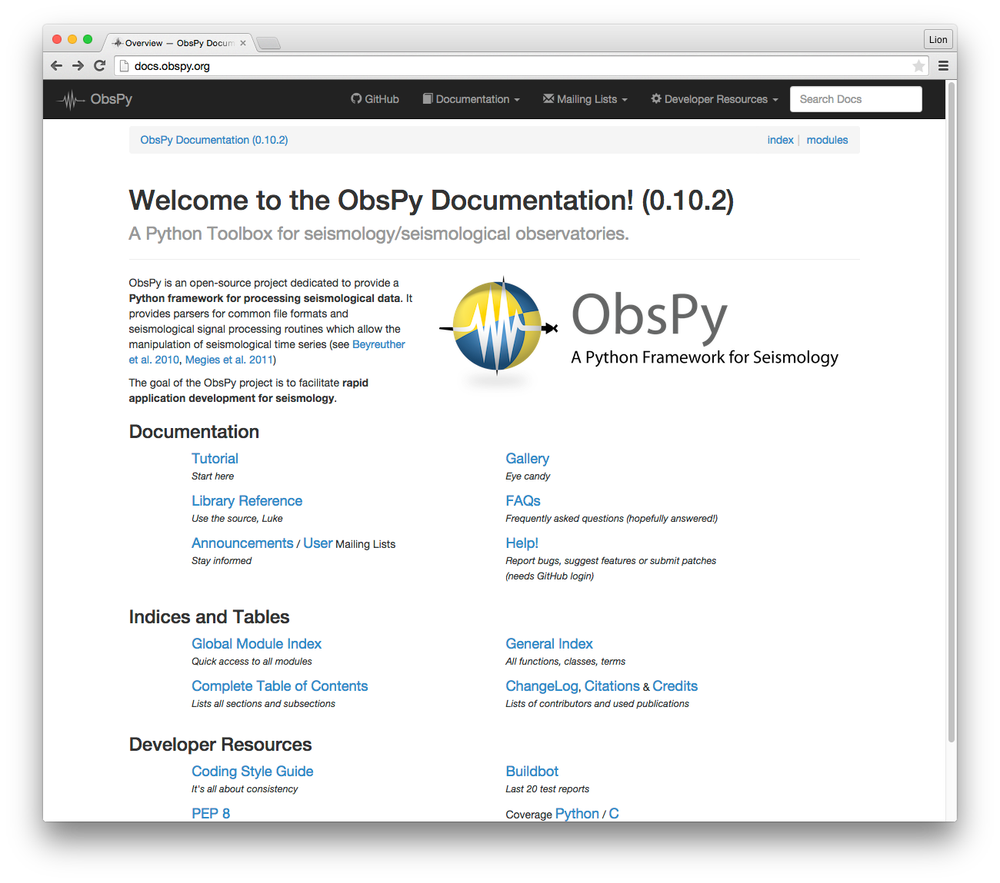 Overview — ObsPy Docum
Lion
docs.obspy.org
ObsPy
GitHub
Documentation
Mailing Lists
Developer Resources
Search Docs
ObsPy Documentation (0.10.2)
index | modules
Welcome to the ObsPy Documentation! (0.10.2)
A Python Toolbox for seismology/seismological observatories.
ObsPy is an open-source project dedicated to provide a
Python framework for processing seismological data. It
provides parsers for common file formats and
seismological signal processing routines which allow the
manipulation of seismological time series (see Beyreuther
et al. 2010, Megies et al. 2011)
The goal of the ObsPy project is to facilitate rapid
application development for seismology.
ObsPy
A Python Framework for Seismology
Documentation
Tutorial
Start here
Gallery
Eye candy
Library Reference
Use the source, Luke
FAQs
Frequently asked questions (hopefully answered!)
Announcements / User Mailing Lists
Stay informed
Help!
Report bugs, suggest features or submit patches
(needs GitHub login)
Indices and Tables
Global Module Index
Quick access to all modules
General Index
All functions, classes, terms
Complete Table of Contents
Lists all sections and subsections
ChangeLog, Citations & Credits
Lists of contributors and used publications
Developer Resources
Coding Style Guide
It's all about consistency
Buildbot
Last 20 test reports
PEP 8
Coverage Python / C